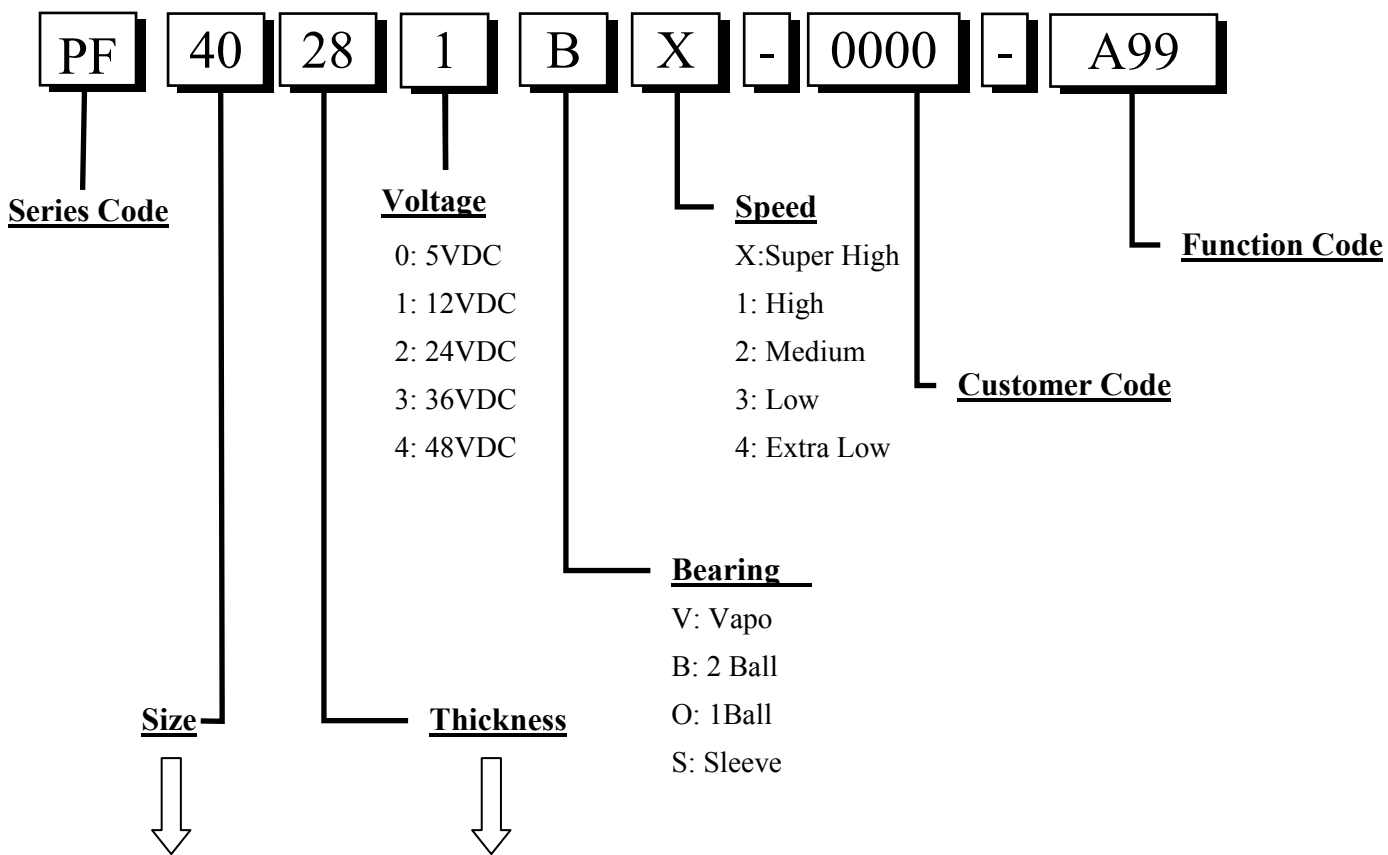 PF 40 28 1 B X - 0000 - A99
Series Code
Voltage
0: 5VDC
1: 12VDC
2: 24VDC
3: 36VDC
4: 48VDC
Speed
X:Super High
1: High
2: Medium
3: Low
4: Extra Low
Function Code
Customer Code
Bearing
V: Vapo
B: 2 Ball
O: 1Ball
S: Sleeve
Size
Thickness